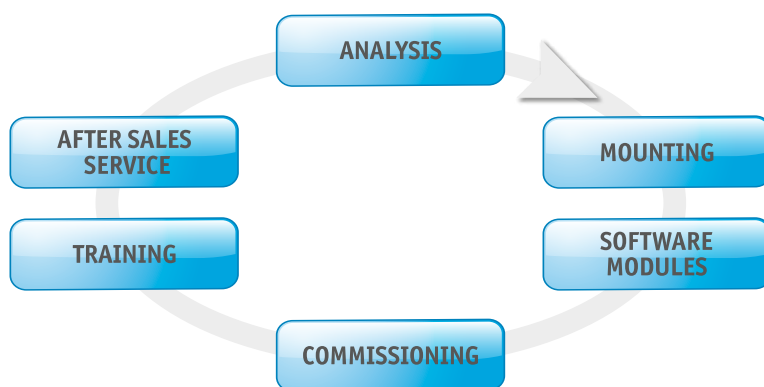 ANALYSIS
MOUNTING
SOFTWARE
MODULES
COMMISSIONING
TRAINING
AFTER SALES
SERVICE